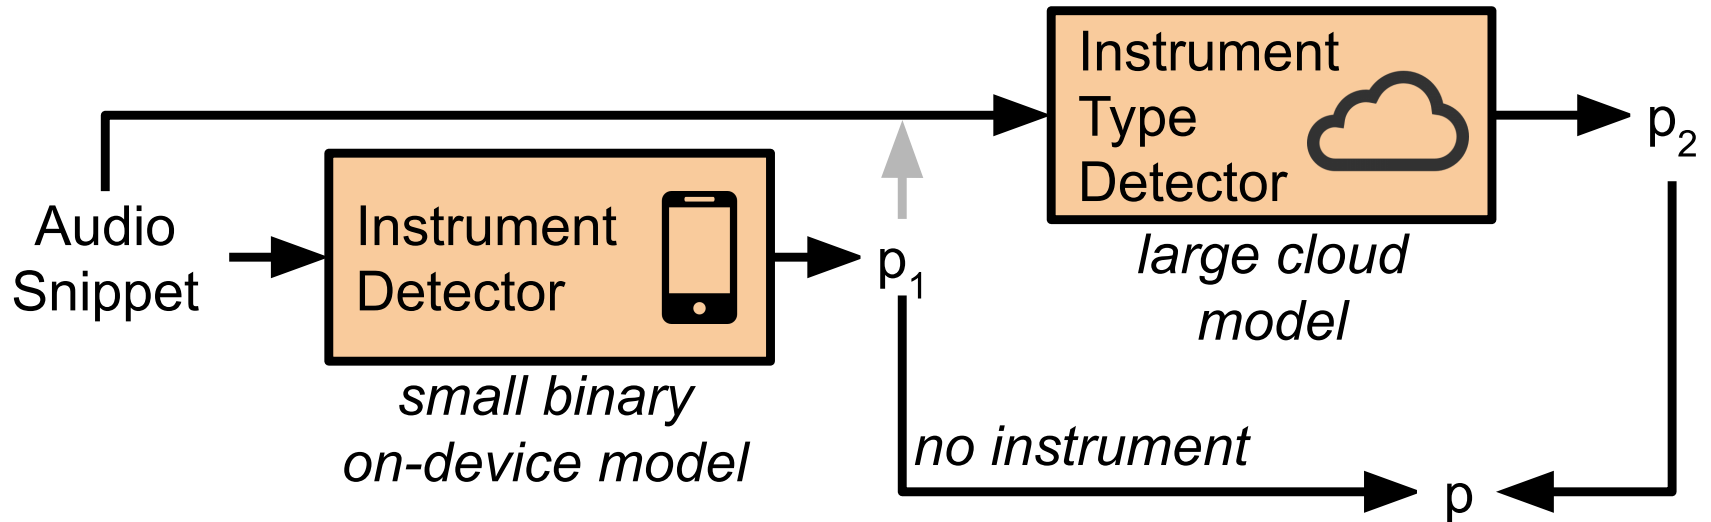 Audio
Snippet
Instrument
Detector
small binary
on-device model
p1
no instrument
Instrument
Type
Detector
large cloud
model
p2
p